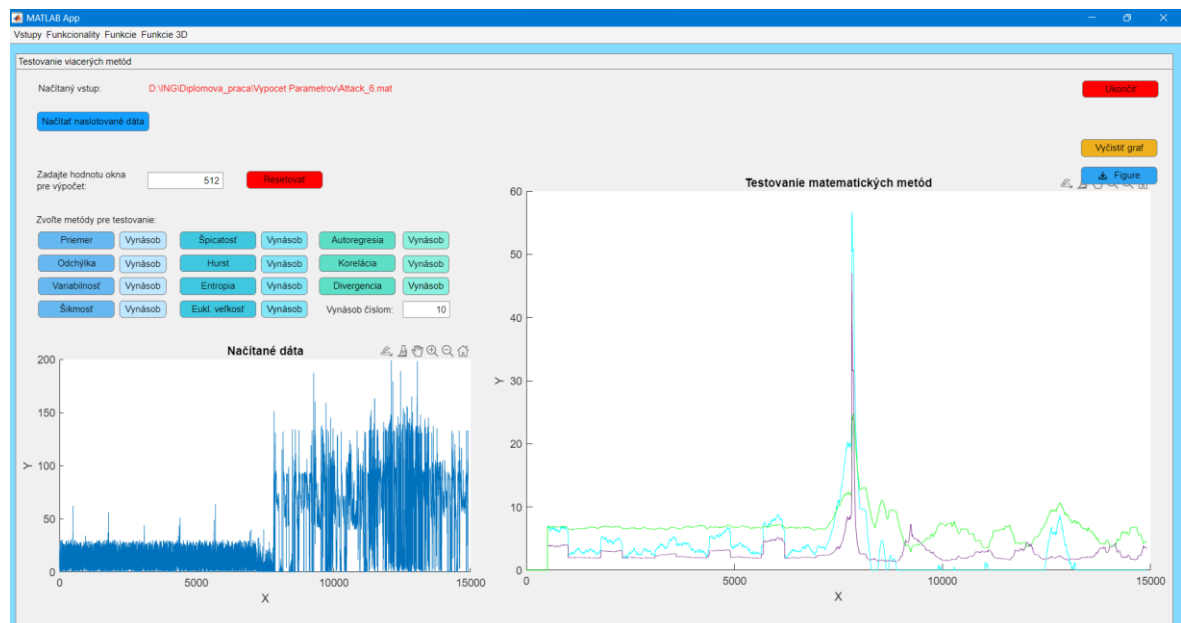 MATLAB App
Vstupy Funkcionality Funkcie Funkcie 3D
Testovanie viacerých metód
Načítaný vstup: D:\ING\Diplomova_praca\Vypocet Parametrov\Attack_6.mat
Ukončiť
Načítať naslotované dáta
Vyčistiť graf
Figure
Zadajte hodnotu okna
pre výpočet:
512
Resetovať
Zvoľte metódy pre testovanie:
Priemer Vynásob Špicatosť Vynásob Autoregresia Vynásob
Odchýlka Vynásob Hurst Vynásob Korelácia Vynásob
Variabilnosť Vynásob Entropia Vynásob Divergencia Vynásob
Šikmosť Vynásob Eukl. veľkosť Vynásob Vynásob číslom: 10
Načítané dáta
200
150
100
50
0
Y
0 5000 10000 15000
X
Testovanie matematických metód
60
50
40
30
20
10
0
Y
0 5000 10000 15000
X